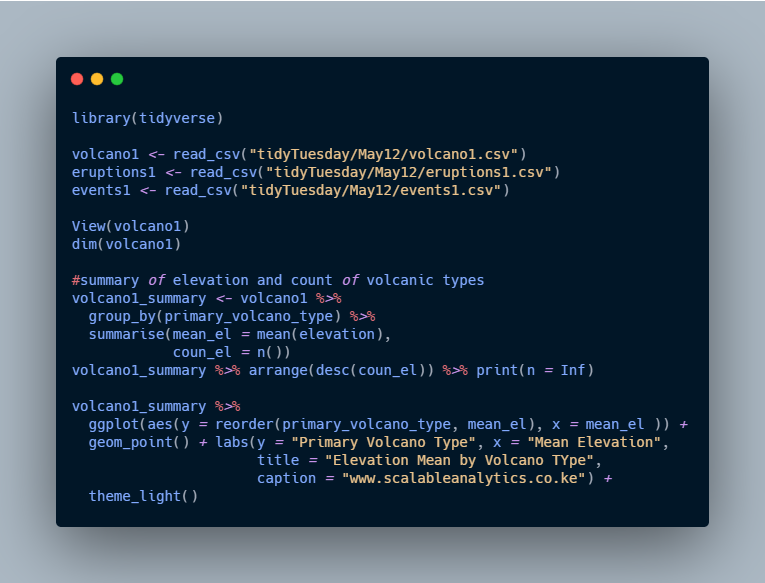 library(tidyverse)
volcano1 <- read_csv("tidyTuesday/May12/volcano1.csv")
eruptions1 <- read_csv("tidyTuesday/May12/eruptions1.csv")
events1 <- read_csv("tidyTuesday/May12/events1.csv")
View(volcano1)
dim(volcano1)
#summary of elevation and count of volcanic types
volcano1_summary <- volcano1 %>%
  group_by(primary_volcano_type) %>%
  summarise(mean_el = mean(elevation),
            coun_el = n())
volcano1_summary %>% arrange(desc(coun_el)) %>% print(n = Inf)
volcano1_summary %>%
  ggplot(aes(y = reorder(primary_volcano_type, mean_el), x = mean_el )) +
  geom_point() + labs(y = "Primary Volcano Type", x = "Mean Elevation",
                      title = "Elevation Mean by Volcano TYpe",
                      caption = "www.scalableanalytics.co.ke") +
  theme_light()